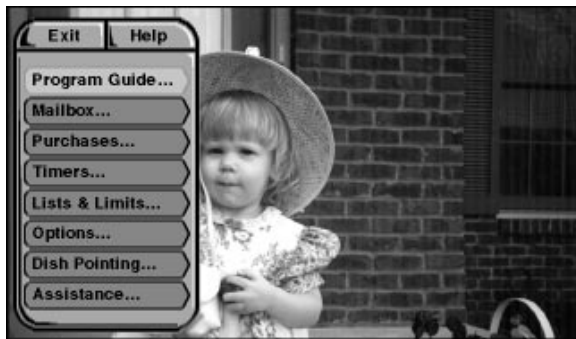 Exit Help
Program Guide...
Mailbox...
Purchases...
Timers...
Lists & Limits...
Options...
Dish Pointing...
Assistance...